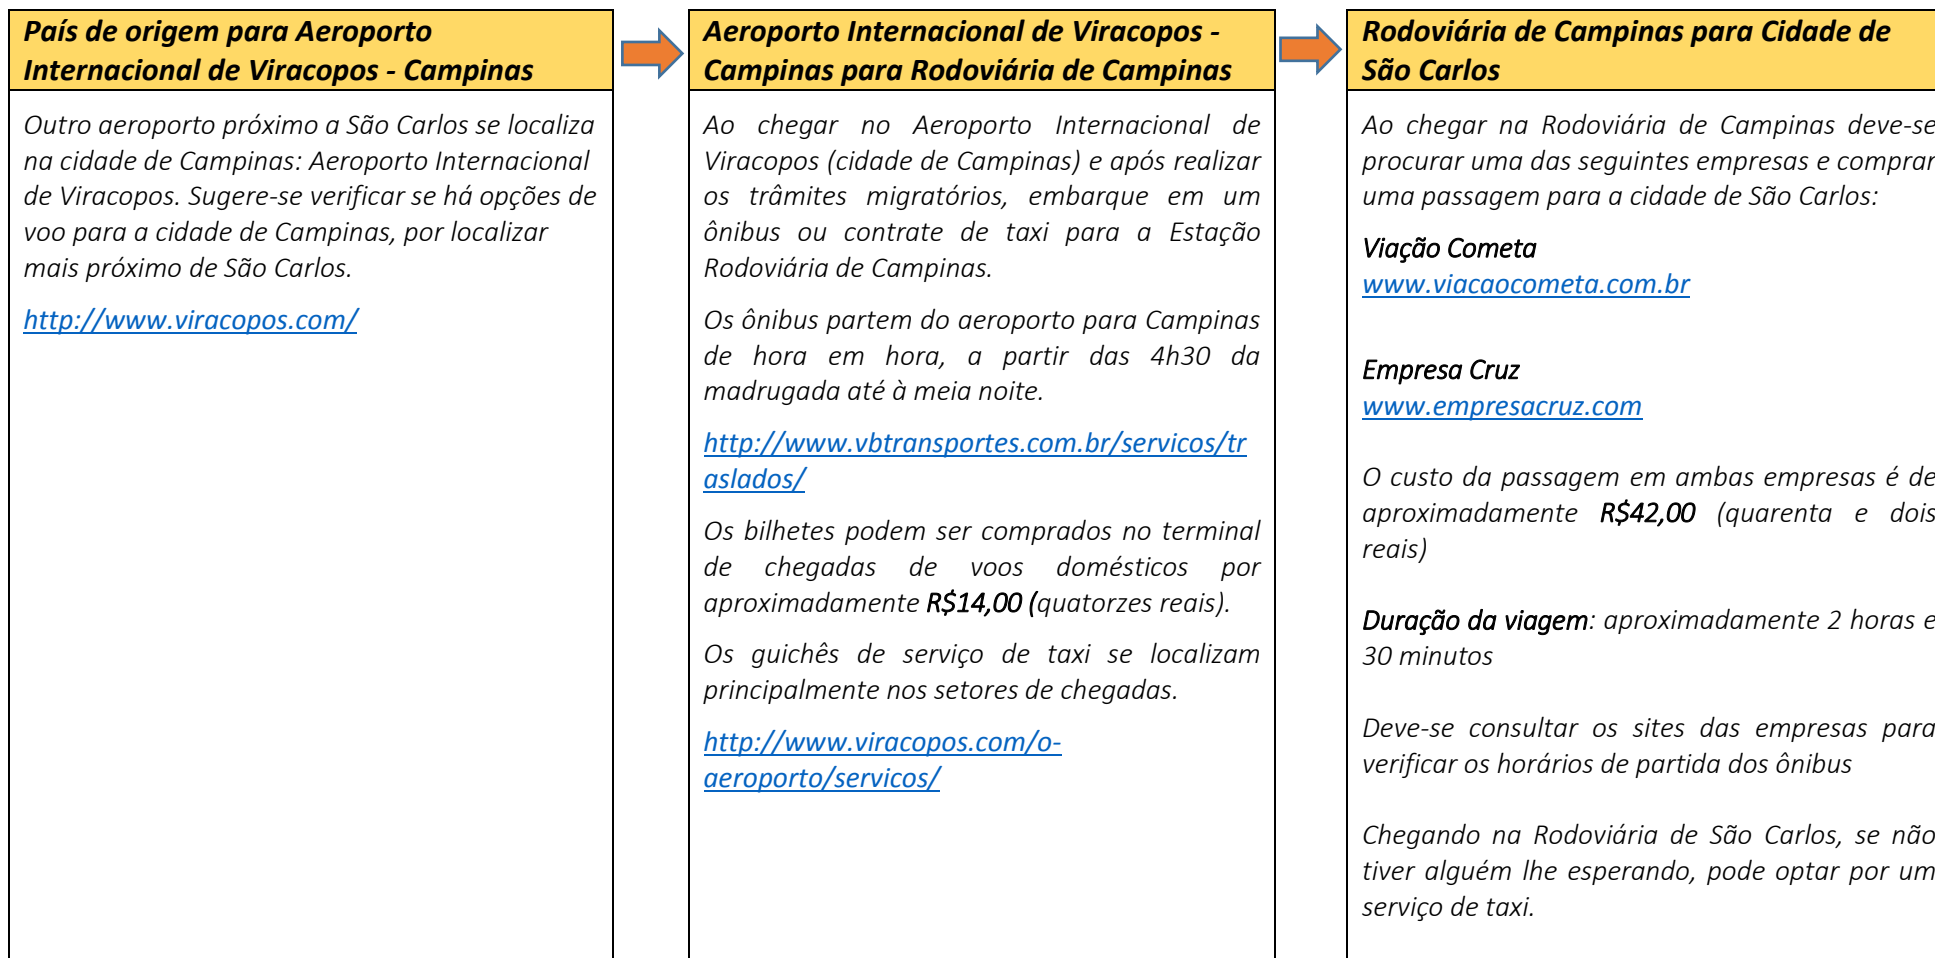 País de origem para Aeroporto
Internacional de Viracopos - Campinas
Outro aeroporto próximo a São Carlos se localiza
na cidade de Campinas: Aeroporto Internacional
de Viracopos. Sugere-se verificar se há opções de
voo para a cidade de Campinas, por localizar
mais próximo de São Carlos.
http://www.viracopos.com/
Aeroporto Internacional de Viracopos -
Campinas para Rodoviária de Campinas
Ao chegar no Aeroporto Internacional de
Viracopos (cidade de Campinas) e após realizar
os trâmites migratórios, embarque em um
ônibus ou contrate de taxi para a Estação
Rodoviária de Campinas.
Os ônibus partem do aeroporto para Campinas
de hora em hora, a partir das 4h30 da
madrugada até à meia noite.
http://www.vbtransportes.com.br/servicos/tr
aslados/
Os bilhetes podem ser comprados no terminal
de chegadas de voos domésticos por
aproximadamente R$14,00 (quatorzes reais).
Os guichês de serviço de taxi se localizam
principalmente nos setores de chegadas.
http://www.viracopos.com/o-
aeroporto/servicos/
Rodoviária de Campinas para Cidade de
São Carlos
Ao chegar na Rodoviária de Campinas deve-se
procurar uma das seguintes empresas e comprar
uma passagem para a cidade de São Carlos:
Viação Cometa
www.viacaocometa.com.br
Empresa Cruz
www.empresacruz.com
O custo da passagem em ambas empresas é de
aproximadamente R$42,00 (quarenta e dois
reais)
Duração da viagem: aproximadamente 2 horas e
30 minutos
Deve-se consultar os sites das empresas para
verificar os horários de partida dos ônibus
Chegando na Rodoviária de São Carlos, se não
tiver alguém lhe esperando, pode optar por um
serviço de taxi.